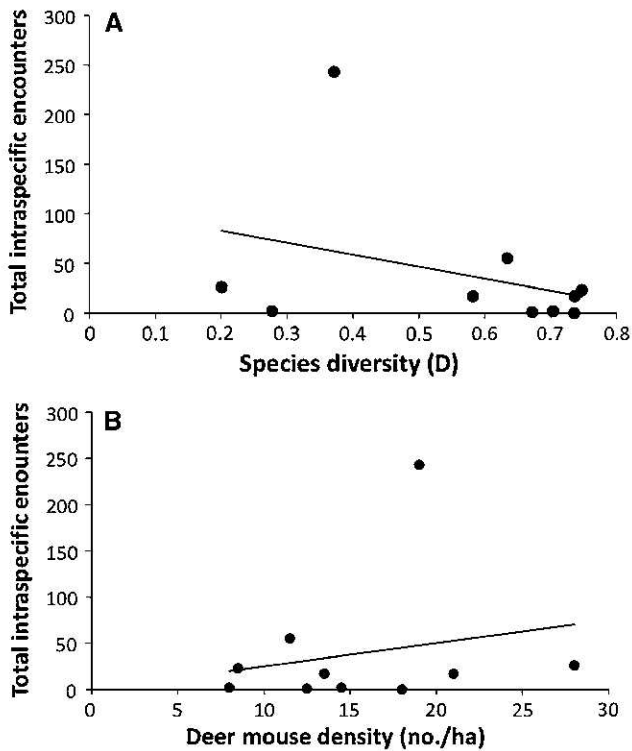 A
Total intraspecific encounters
300
250
200
150
100
50
0
0 0.1 0.2 0.3 0.4 0.5 0.6 0.7 0.8
Species diversity (D)
B
Total intraspecific enounters
300
250
200
150
100
50
0
0 5 10 15 20 25 30
Deer mouse density (no./ha)